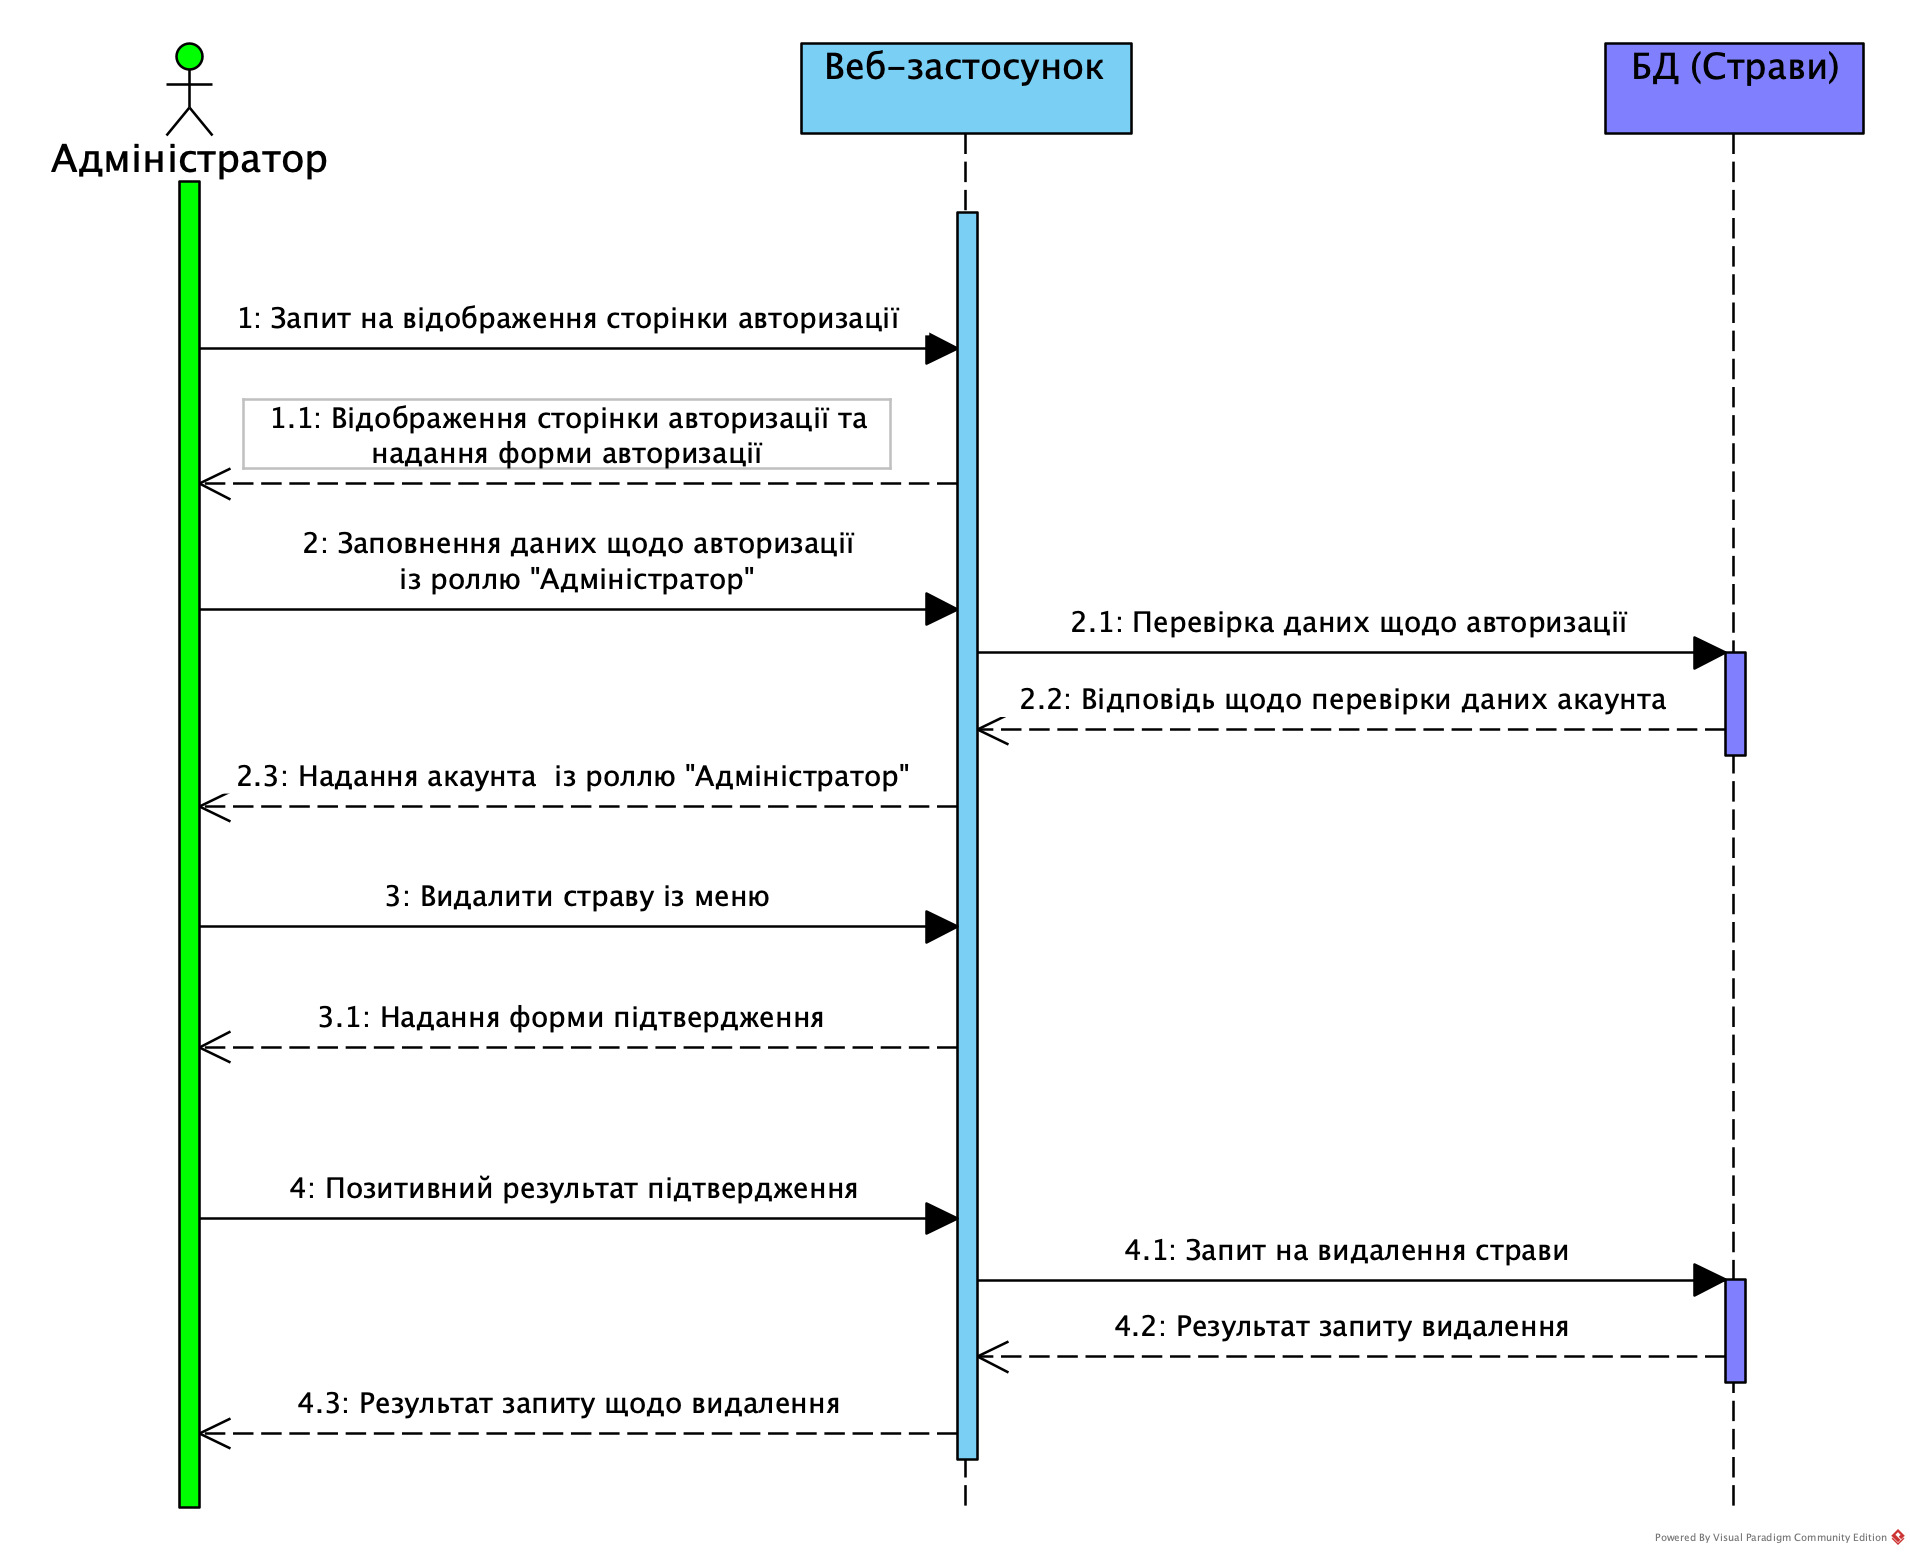 Адміністратор
Веб-застосунок
БД (Страви)
1: Запит на відображення сторінки авторизації
1.1: Відображення сторінки авторизації та
надання форми авторизації
2: Заповнення даних щодо авторизації
із роллю "Адміністратор"
2.1: Перевірка даних щодо авторизації
2.2: Відповідь щодо перевірки даних акаунта
2.3: Надання акаунта  із роллю "Адміністратор"
3: Видалити страву із меню
3.1: Надання форми підтвердження
4: Позитивний результат підтвердження
4.1: Запит на видалення страви
4.2: Результат запиту видалення
4.3: Результат запиту щодо видалення
Powered By Visual Paradigm Community Edition